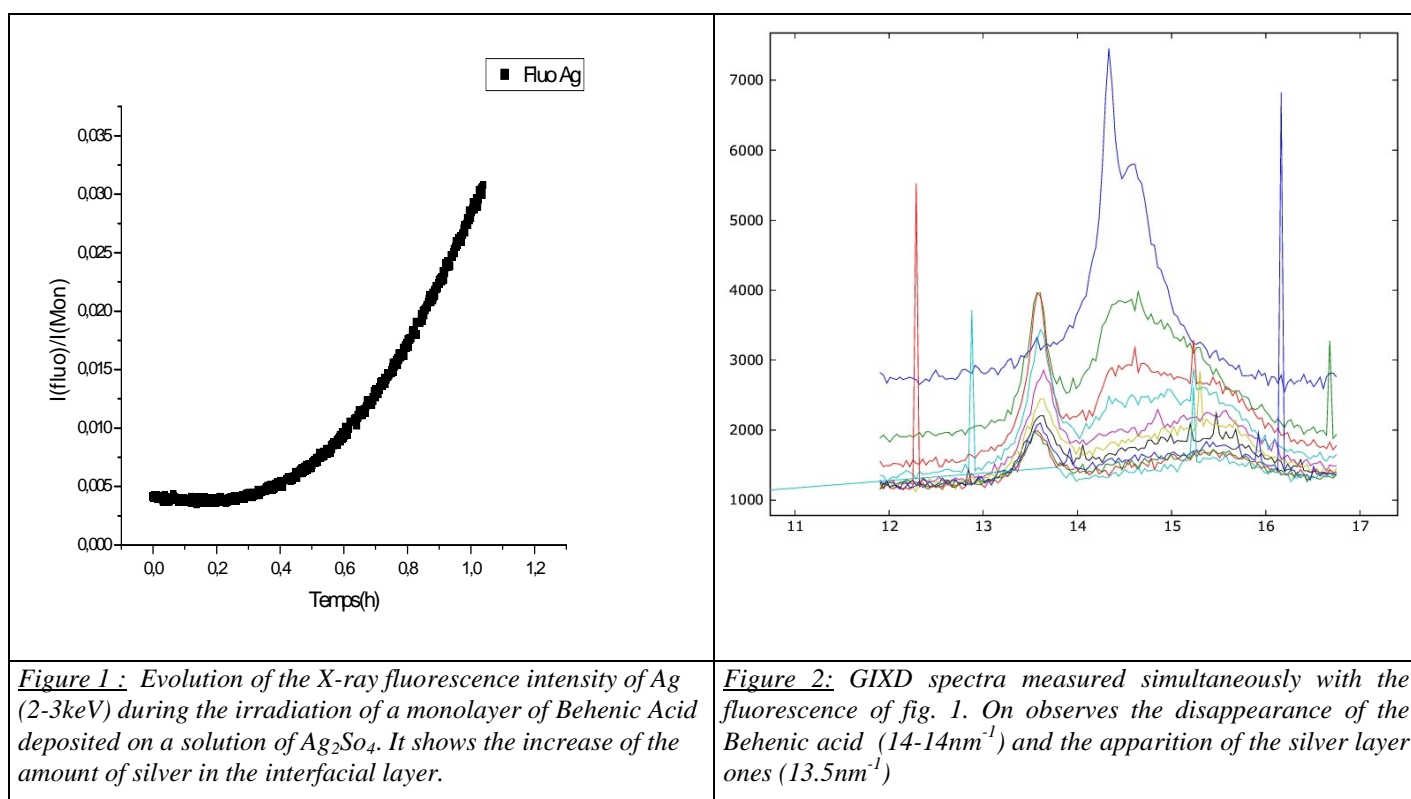 Fluo Ag
0,035
0,030
0,025
0,020
0,015
0,010
0,005
0,000
I(fluo)/I(Mon)
0,0 0,2 0,4 0,6 0,8 1,0 1,2
Temps(h)
7000
6000
5000
4000
3000
2000
1000
11 12 13 14 15 16 17
Figure 1 : Evolution of the X-ray fluorescence intensity of Ag
(2-3keV) during the irradiation of a monolayer of Behenic Acid
deposited on a solution of Ag2So4. It shows the increase of the
amount of silver in the interfacial layer.
Figure 2: GIXD spectra measured simultaneously with the
fluorescence of fig. 1. On observes the disappearance of the
Behenic acid (14-14nm-1) and the apparition of the silver layer
ones (13.5nm-1)